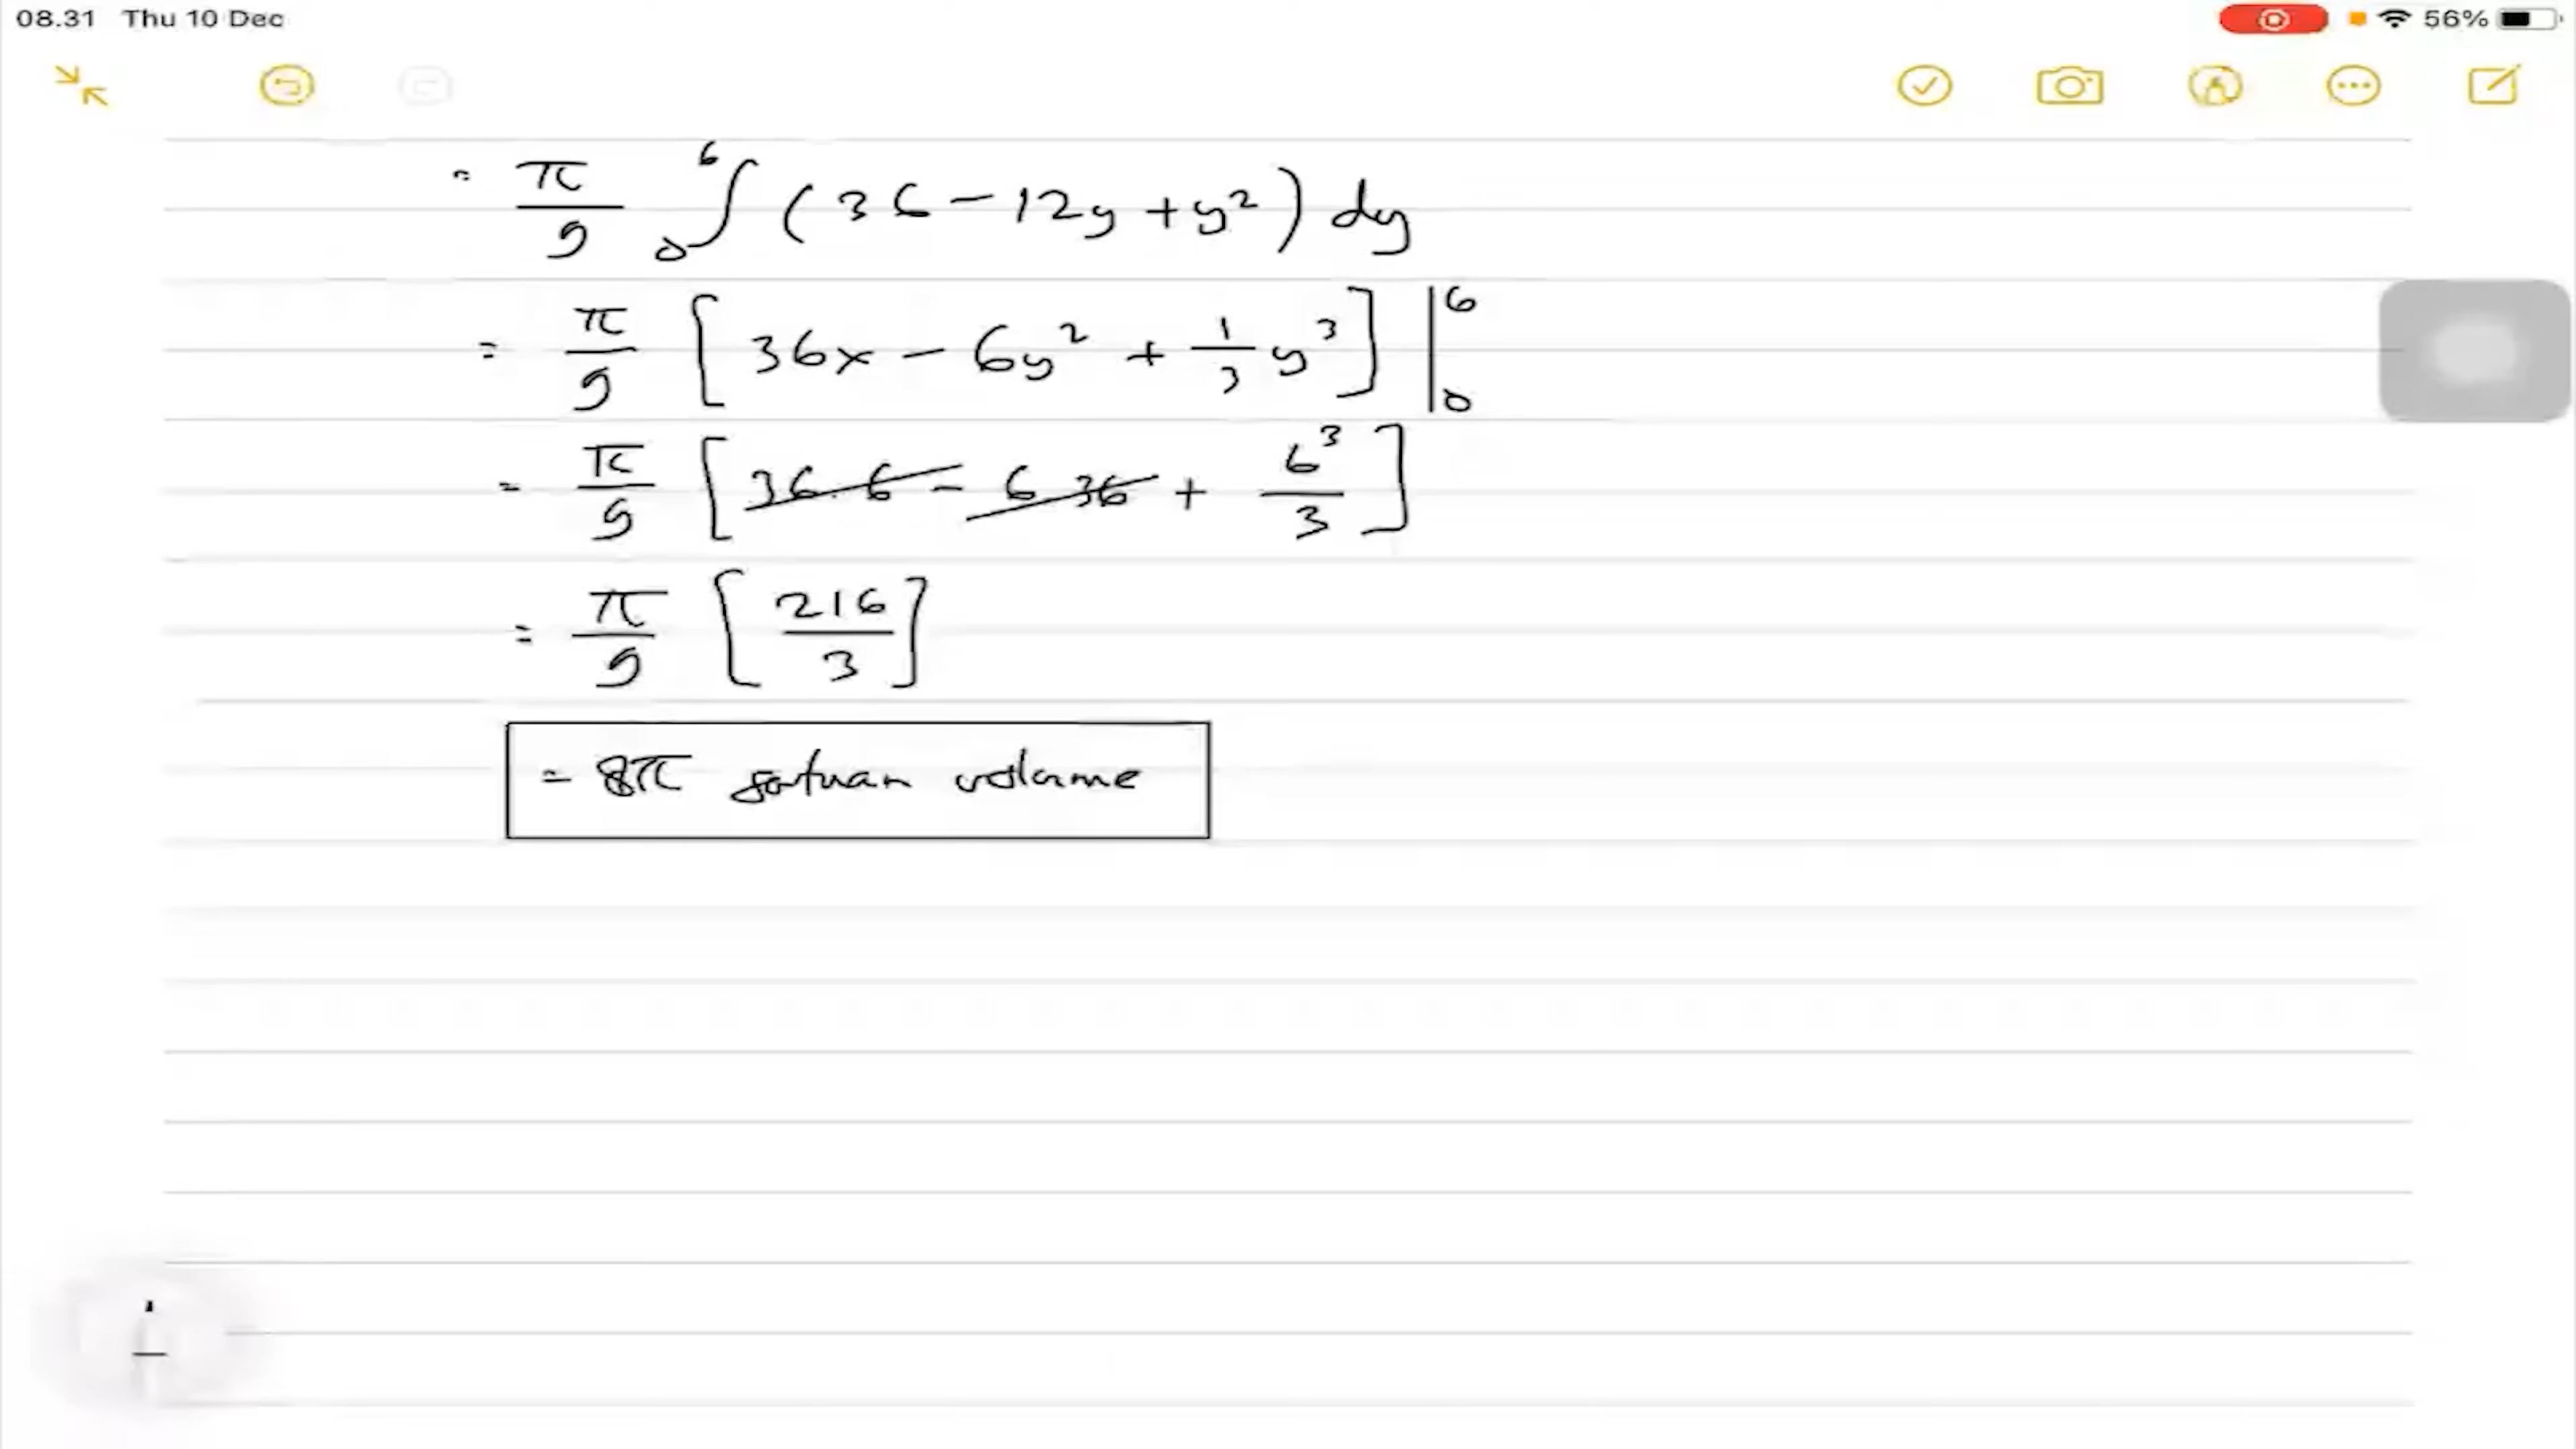 08.31 Thu 10 Dec 56%
= π/9 ₀⁶∫ (36 - 12y + y²) dy
= π/9 [36x - 6y² + 1/3 y³] |₀⁶
= π/9 [36.6 - 6 36 + 6³/3]
= π/9 [216/3]
= 8π satuan volume